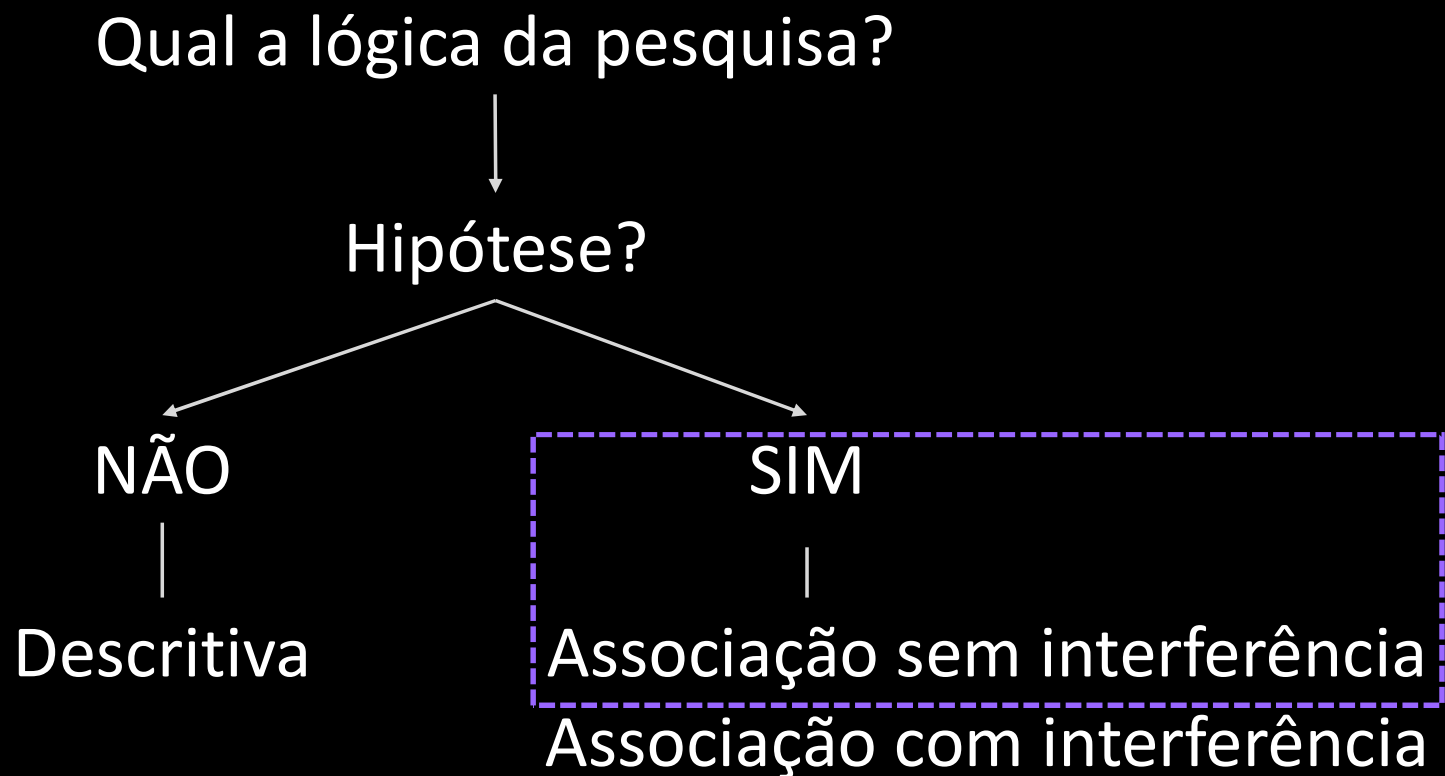 Qual a lógica da pesquisa?
Hipótese?
NÃO
SIM
Descritiva
Associação sem interferência
Associação com interferência